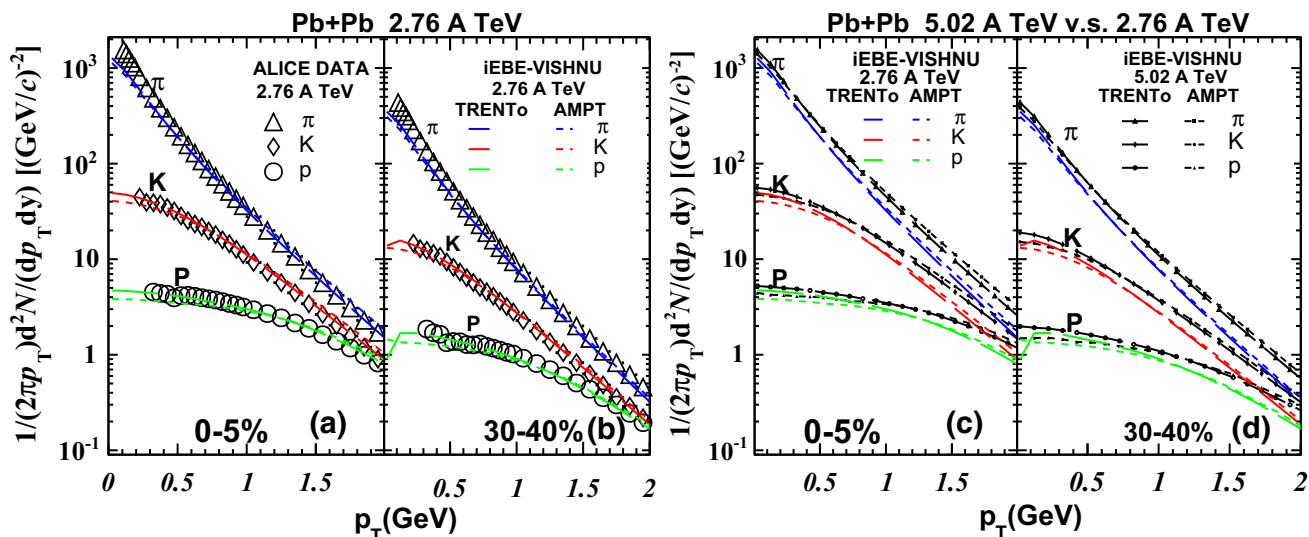 Pb+Pb 2.76 A TeV
1/(2πp_T)d²N/(dp_T dy) [(GeV/c)⁻²]
10³
10²
10
1
10⁻¹
ALICE DATA
2.76 A TeV
π
K
p
π
K
P
0-5%
(a)
iEBE-VISHNU
2.76 A TeV
TRENTo AMPT
π
K
p
π
K
P
30-40%
(b)
0 0.5 1 1.5 0 0.5 1 1.5 2
p_T(GeV)
Pb+Pb 5.02 A TeV v.s. 2.76 A TeV
1/(2πp_T)d²N/(dp_T dy) [(GeV/c)⁻²]
10³
10²
10
1
10⁻¹
iEBE-VISHNU
2.76 A TeV
TRENTo AMPT
π
K
p
π
K
P
0-5%
(c)
iEBE-VISHNU
5.02 A TeV
TRENTo AMPT
π
K
p
π
K
P
30-40%
(d)
0 0.5 1 1.5 0 0.5 1 1.5 2
p_T(GeV)